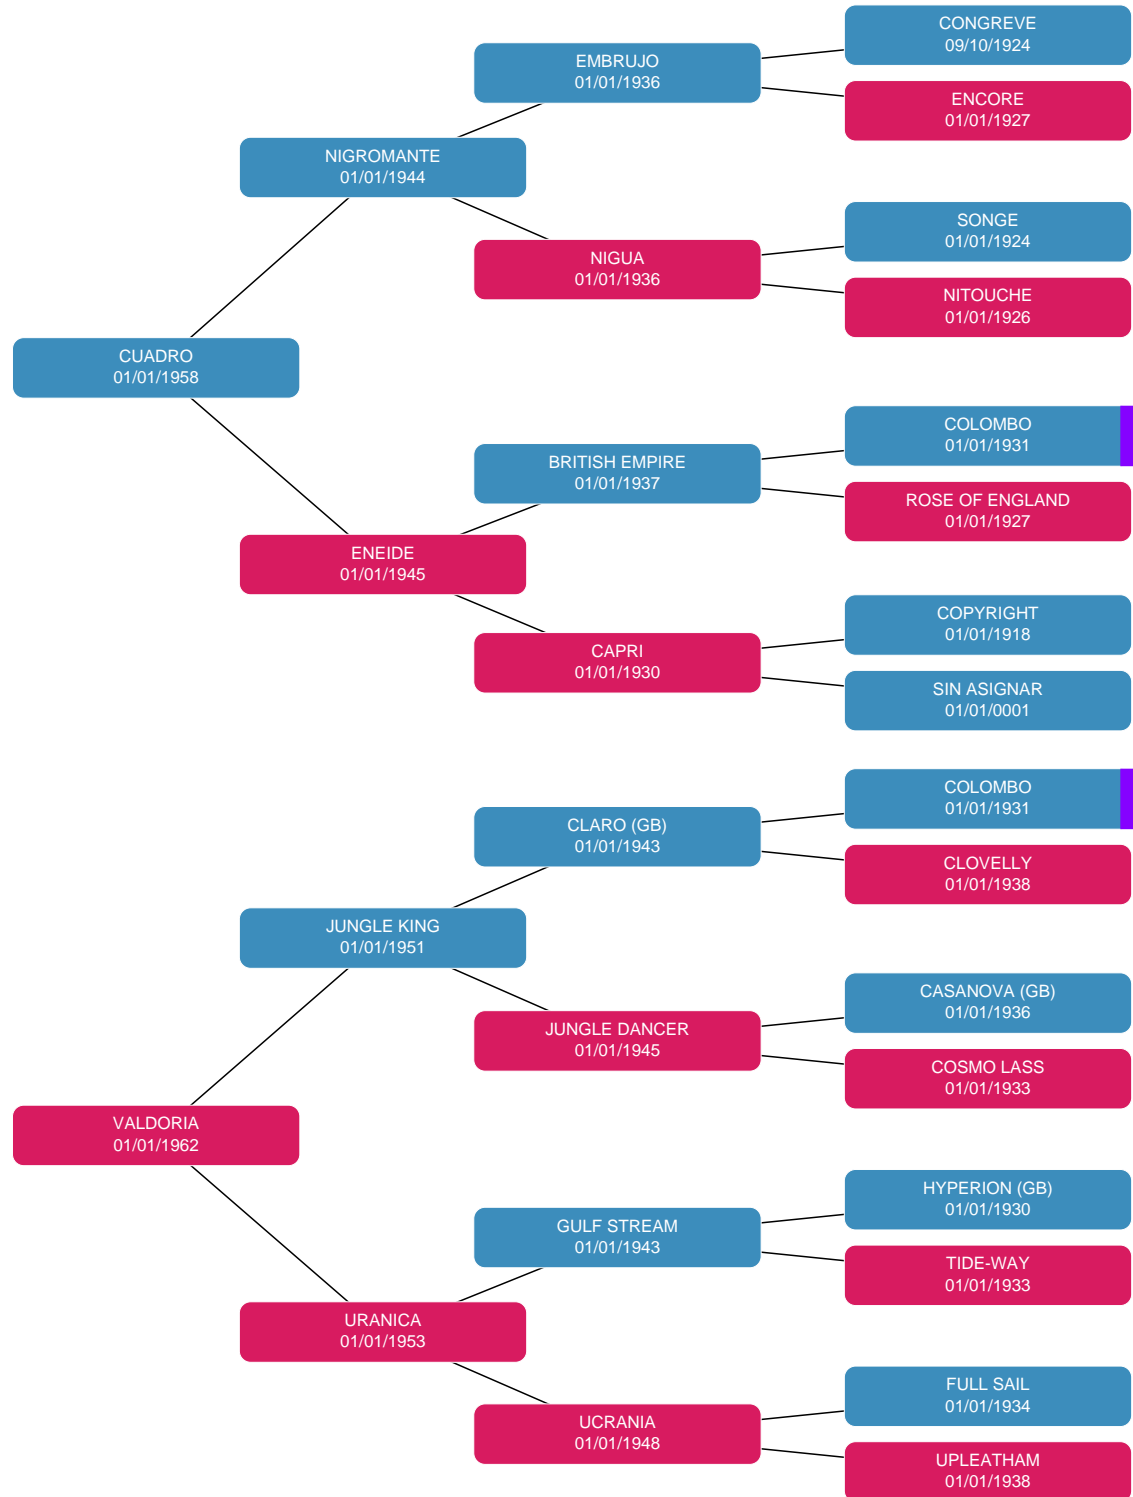 CONGREVE
09/10/1924
EMBRUJO
01/01/1936
ENCORE
01/01/1927
NIGROMANTE
01/01/1944
SONGE
01/01/1924
NIGUA
01/01/1936
NITOUCHE
01/01/1926
CUADRO
01/01/1958
COLOMBO
01/01/1931
BRITISH EMPIRE
01/01/1937
ROSE OF ENGLAND
01/01/1927
ENEIDE
01/01/1945
COPYRIGHT
01/01/1918
CAPRI
01/01/1930
SIN ASIGNAR
01/01/0001
COLOMBO
01/01/1931
CLARO (GB)
01/01/1943
CLOVELLY
01/01/1938
JUNGLE KING
01/01/1951
CASANOVA (GB)
01/01/1936
JUNGLE DANCER
01/01/1945
COSMO LASS
01/01/1933
VALDORIA
01/01/1962
HYPERION (GB)
01/01/1930
GULF STREAM
01/01/1943
TIDE-WAY
01/01/1933
URANICA
01/01/1953
FULL SAIL
01/01/1934
UCRANIA
01/01/1948
UPLEATHAM
01/01/1938